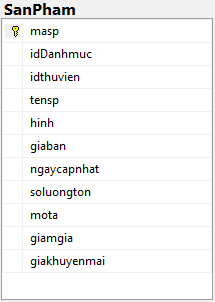 SanPham
masp
idDanhmuc
idthuvien
tensp
hinh
giaban
ngaycapnhat
soluongton
mota
giamgia
giakhuyenmai